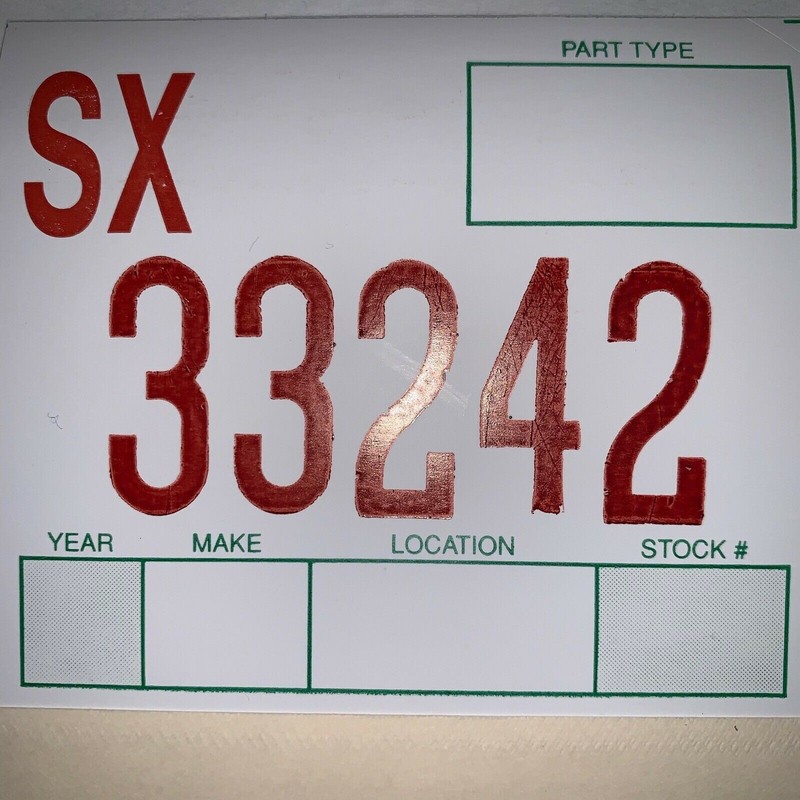 PART TYPE
SX
33242
YEAR MAKE LOCATION STOCK #